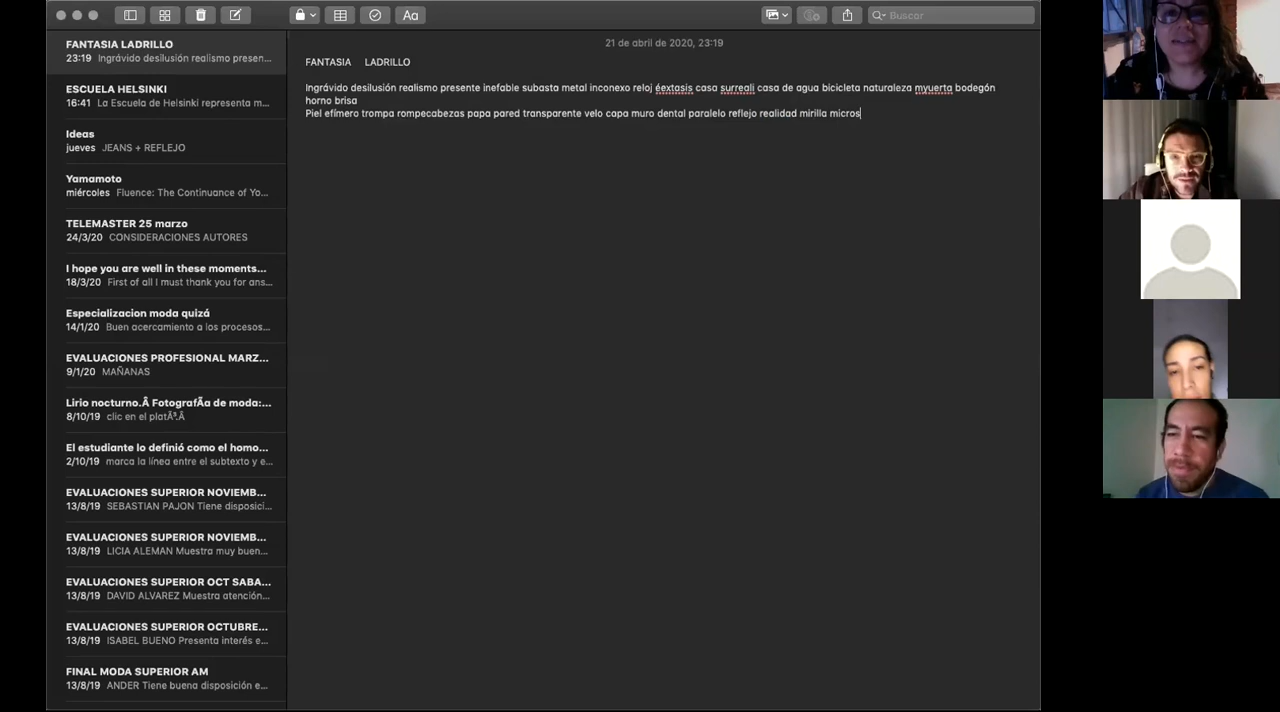 Buscar
Aa
FANTASIA LADRILLO
23:19 Ingrávido desilusión realismo presen...
ESCUELA HELSINKI
16:41 La Escuela de Helsinki representa m...
Ideas
jueves JEANS + REFLEJO
Yamamoto
miércoles Fluence: The Continuance of Yo...
TELEMASTER 25 marzo
24/3/20 CONSIDERACIONES AUTORES
I hope you are well in these moments...
18/3/20 First of all I must thank you for ans...
Especializacion moda quizá
14/1/20 Buen acercamiento a los procesos...
EVALUACIONES PROFESIONAL MARZ...
9/1/20 MAÑANAS
Lirio nocturno.Â FotografÃa de moda:...
8/10/19 clic en el platÃ³.Â
El estudiante lo definió como el homo...
2/10/19 marca la línea entre el subtexto y e...
EVALUACIONES SUPERIOR NOVIEMB...
13/8/19 SEBASTIAN PAJON Tiene disposici...
EVALUACIONES SUPERIOR NOVIEMB...
13/8/19 LICIA ALEMAN Muestra muy buen...
EVALUACIONES SUPERIOR OCT SABA...
13/8/19 DAVID ALVAREZ Muestra atención...
EVALUACIONES SUPERIOR OCTUBRE...
13/8/19 ISABEL BUENO Presenta interés e...
FINAL MODA SUPERIOR AM
13/8/19 ANDER Tiene buena disposición e...
21 de abril de 2020, 23:19
FANTASIA LADRILLO
Ingrávido desilusión realismo presente inefable subasta metal inconexo reloj éextasis casa surreali casa de agua bicicleta naturaleza myuerta bodegón
horno brisa
Piel efímero trompa rompecabezas papa pared transparente velo capa muro dental paralelo reflejo realidad mirilla micros